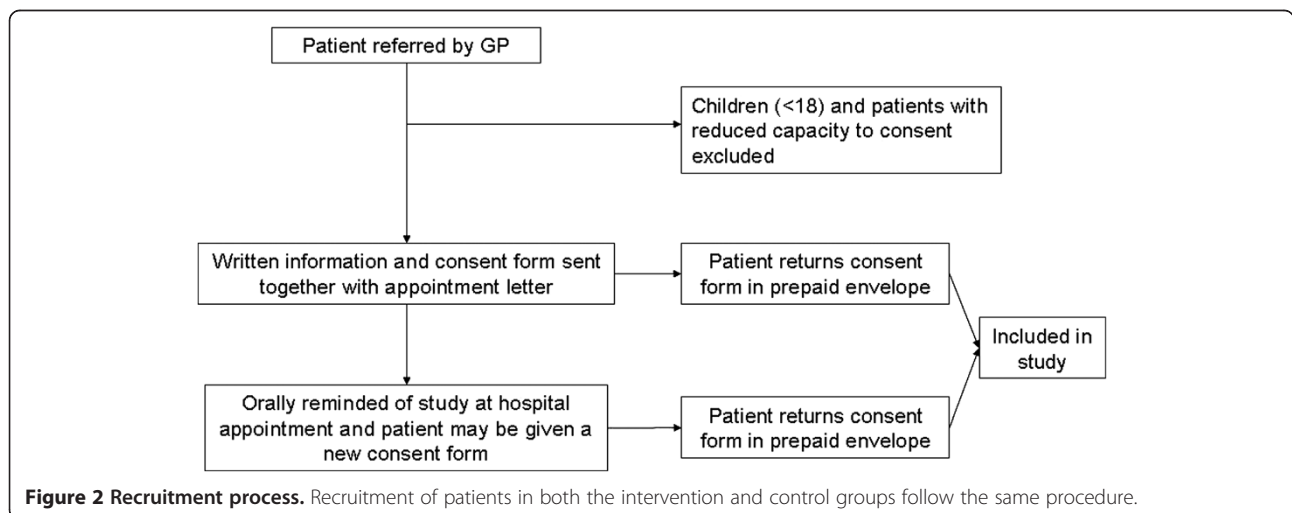 Patient referred by GP
Children (<18) and patients with
reduced capacity to consent
excluded
Written information and consent form sent
together with appointment letter
Patient returns consent
form in prepaid envelope
Included in
study
Orally reminded of study at hospital
appointment and patient may be given a
new consent form
Patient returns consent
form in prepaid envelope
Figure 2 Recruitment process. Recruitment of patients in both the intervention and control groups follow the same procedure.